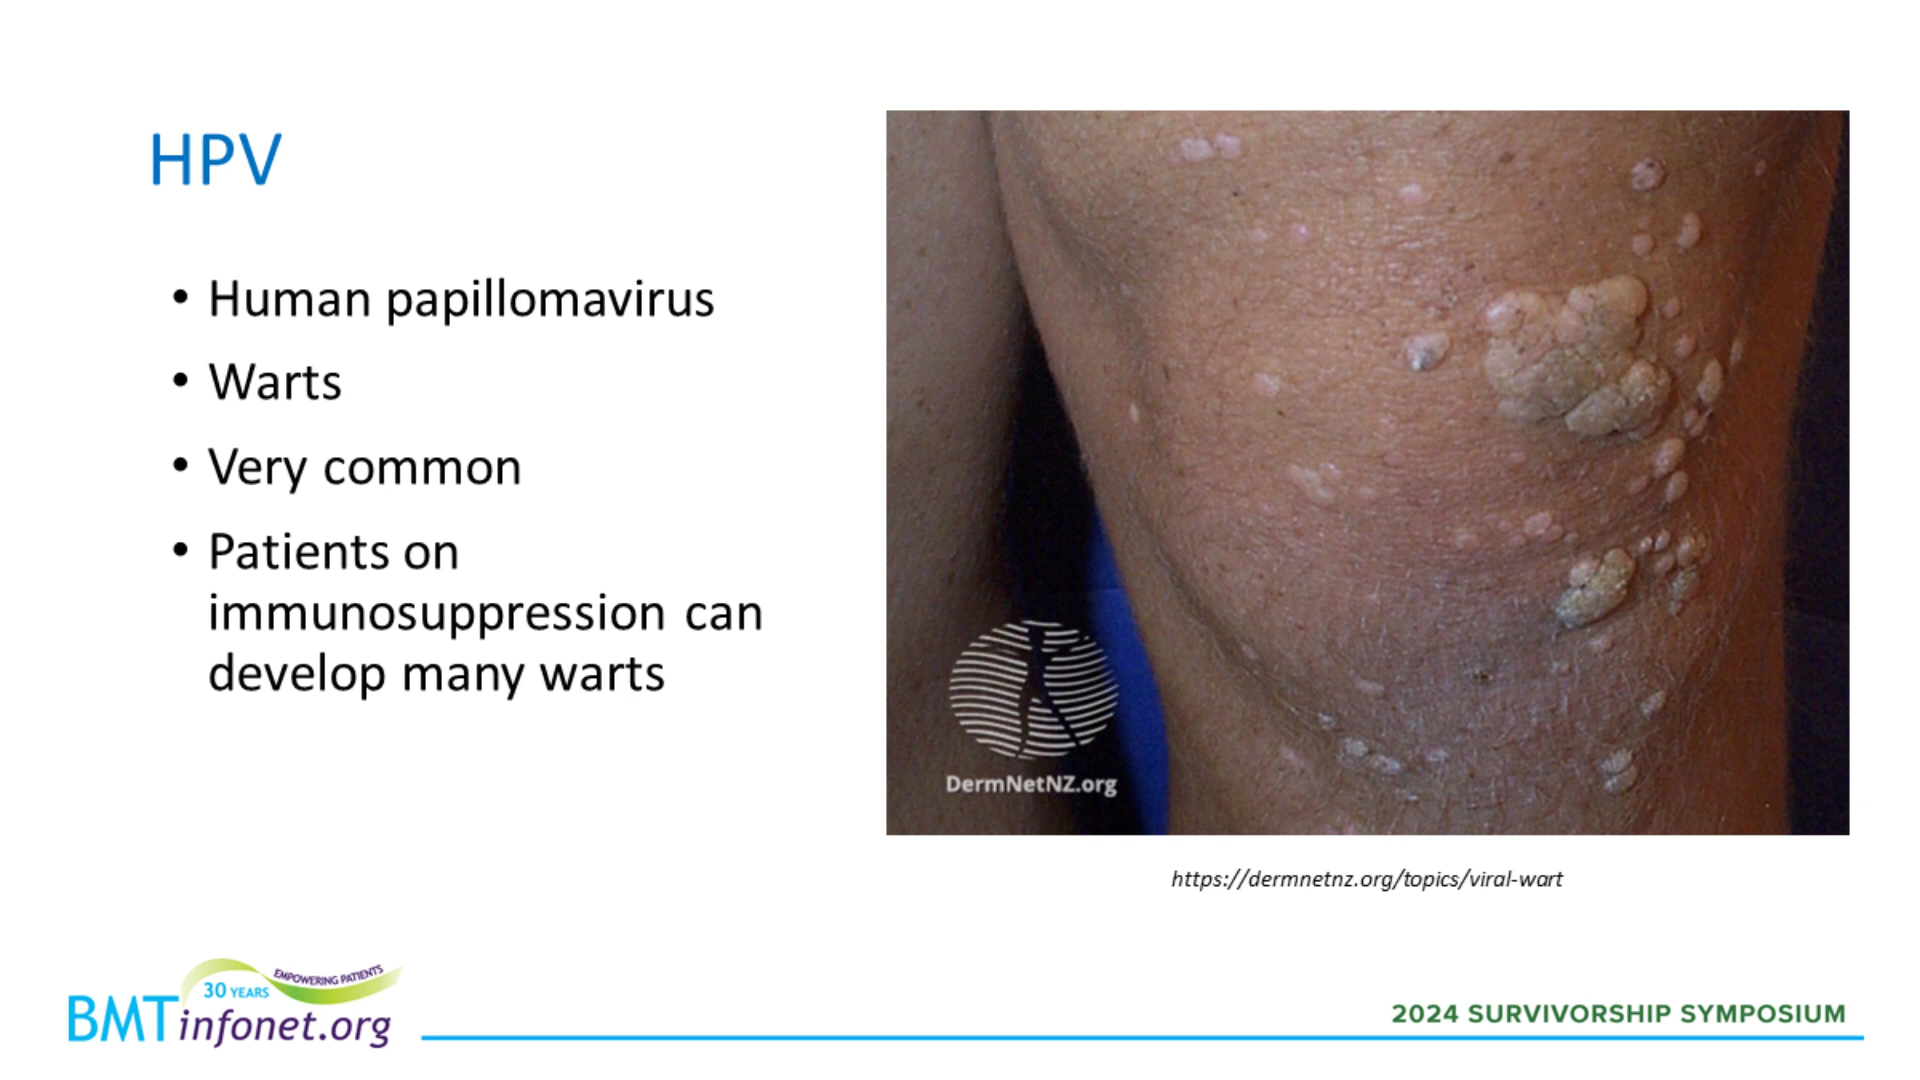 HPV
• Human papillomavirus
• Warts
• Very common
• Patients on
immunosuppression can
develop many warts
DermNetNZ.org
https://dermnetnz.org/topics/viral-wart
EMPOWERING PATIENTS
30 YEARS
BMTinfonet.org
2024 SURVIVORSHIP SYMPOSIUM